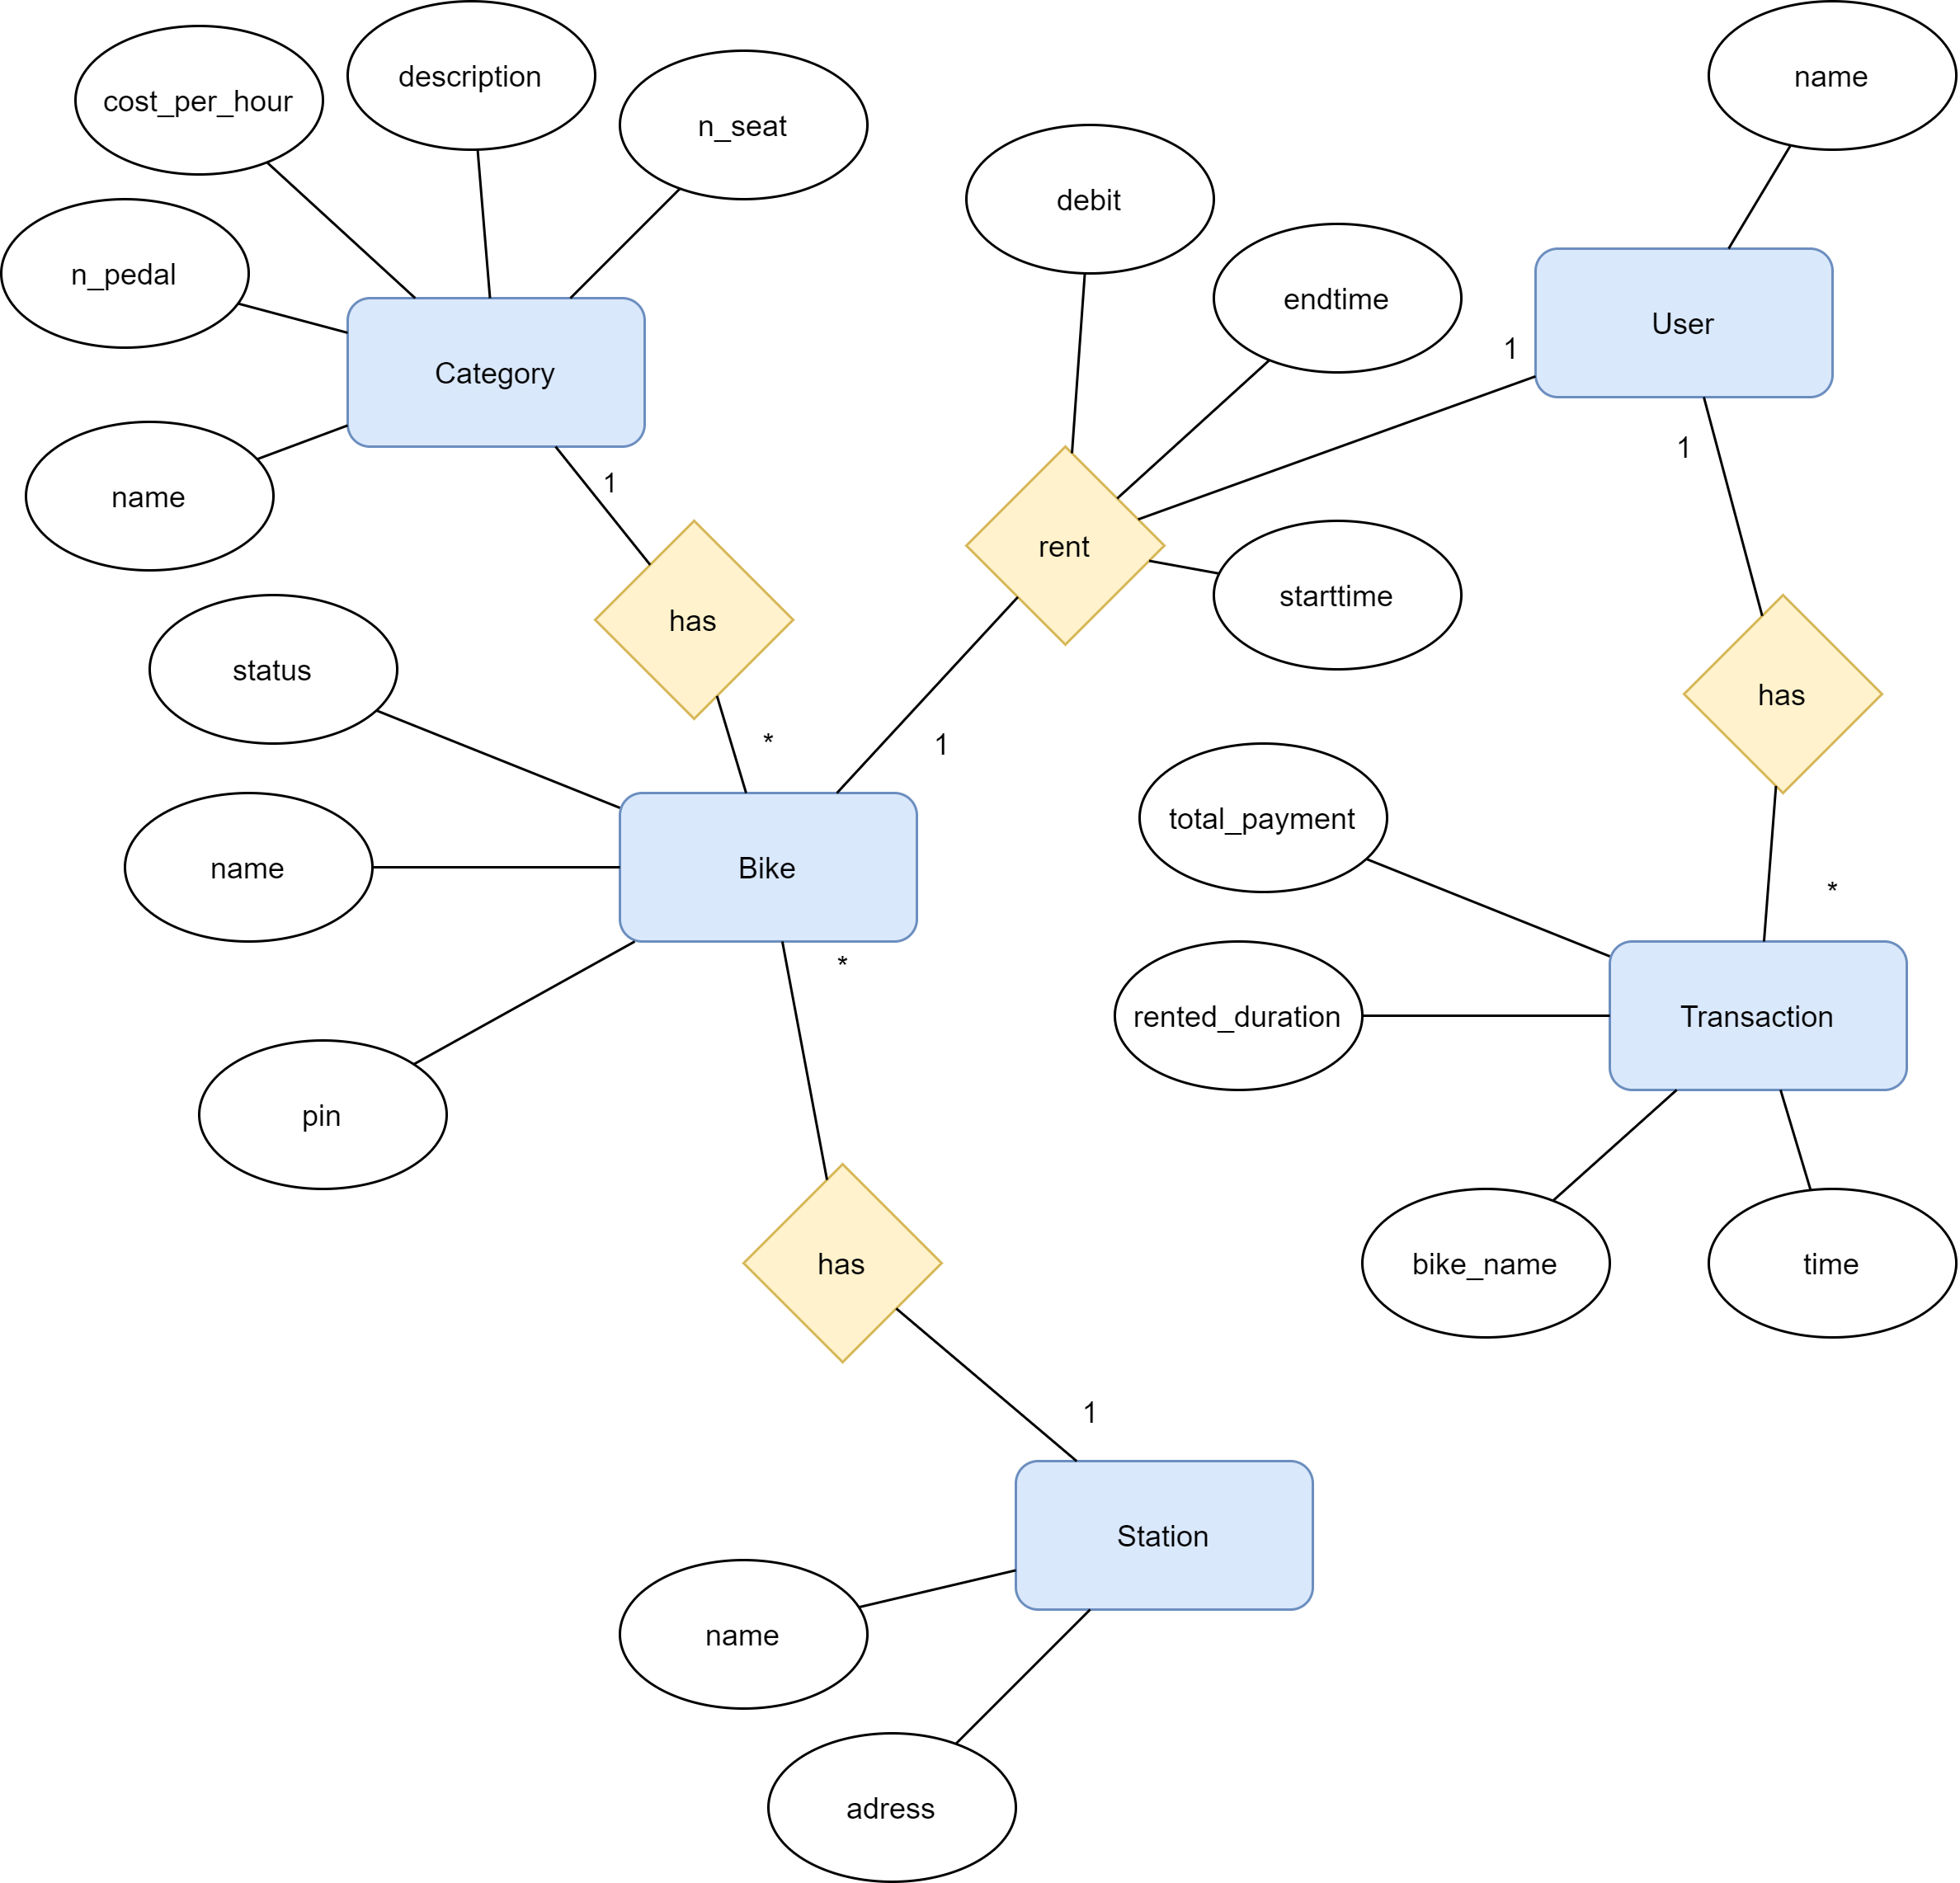 cost_per_hour
description
n_seat
name
debit
n_pedal
endtime
User
1
Category
1
name
1
rent
starttime
has
status
has
*
1
total_payment
name
Bike
*
*
rented_duration
Transaction
pin
has
bike_name
time
1
Station
name
adress